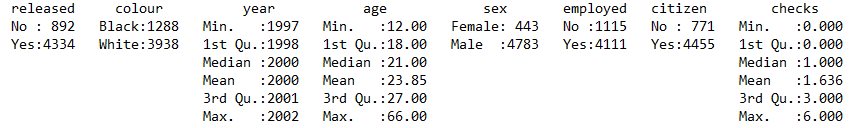 released colour year age sex employed citizen checks
No : 892 Black:1288 Min. :1997 Min. :12.00 Female: 443 No :1115 No : 771 Min. :0.000
Yes:4334 White:3938 1st Qu.:1998 1st Qu.:18.00 Male :4783 Yes:4111 Yes:4455 1st Qu.:0.000
Median :2000 Median :21.00 Median :1.000
Mean :2000 Mean :23.85 Mean :1.636
3rd Qu.:2001 3rd Qu.:27.00 3rd Qu.:3.000
Max. :2002 Max. :66.00 Max. :6.000